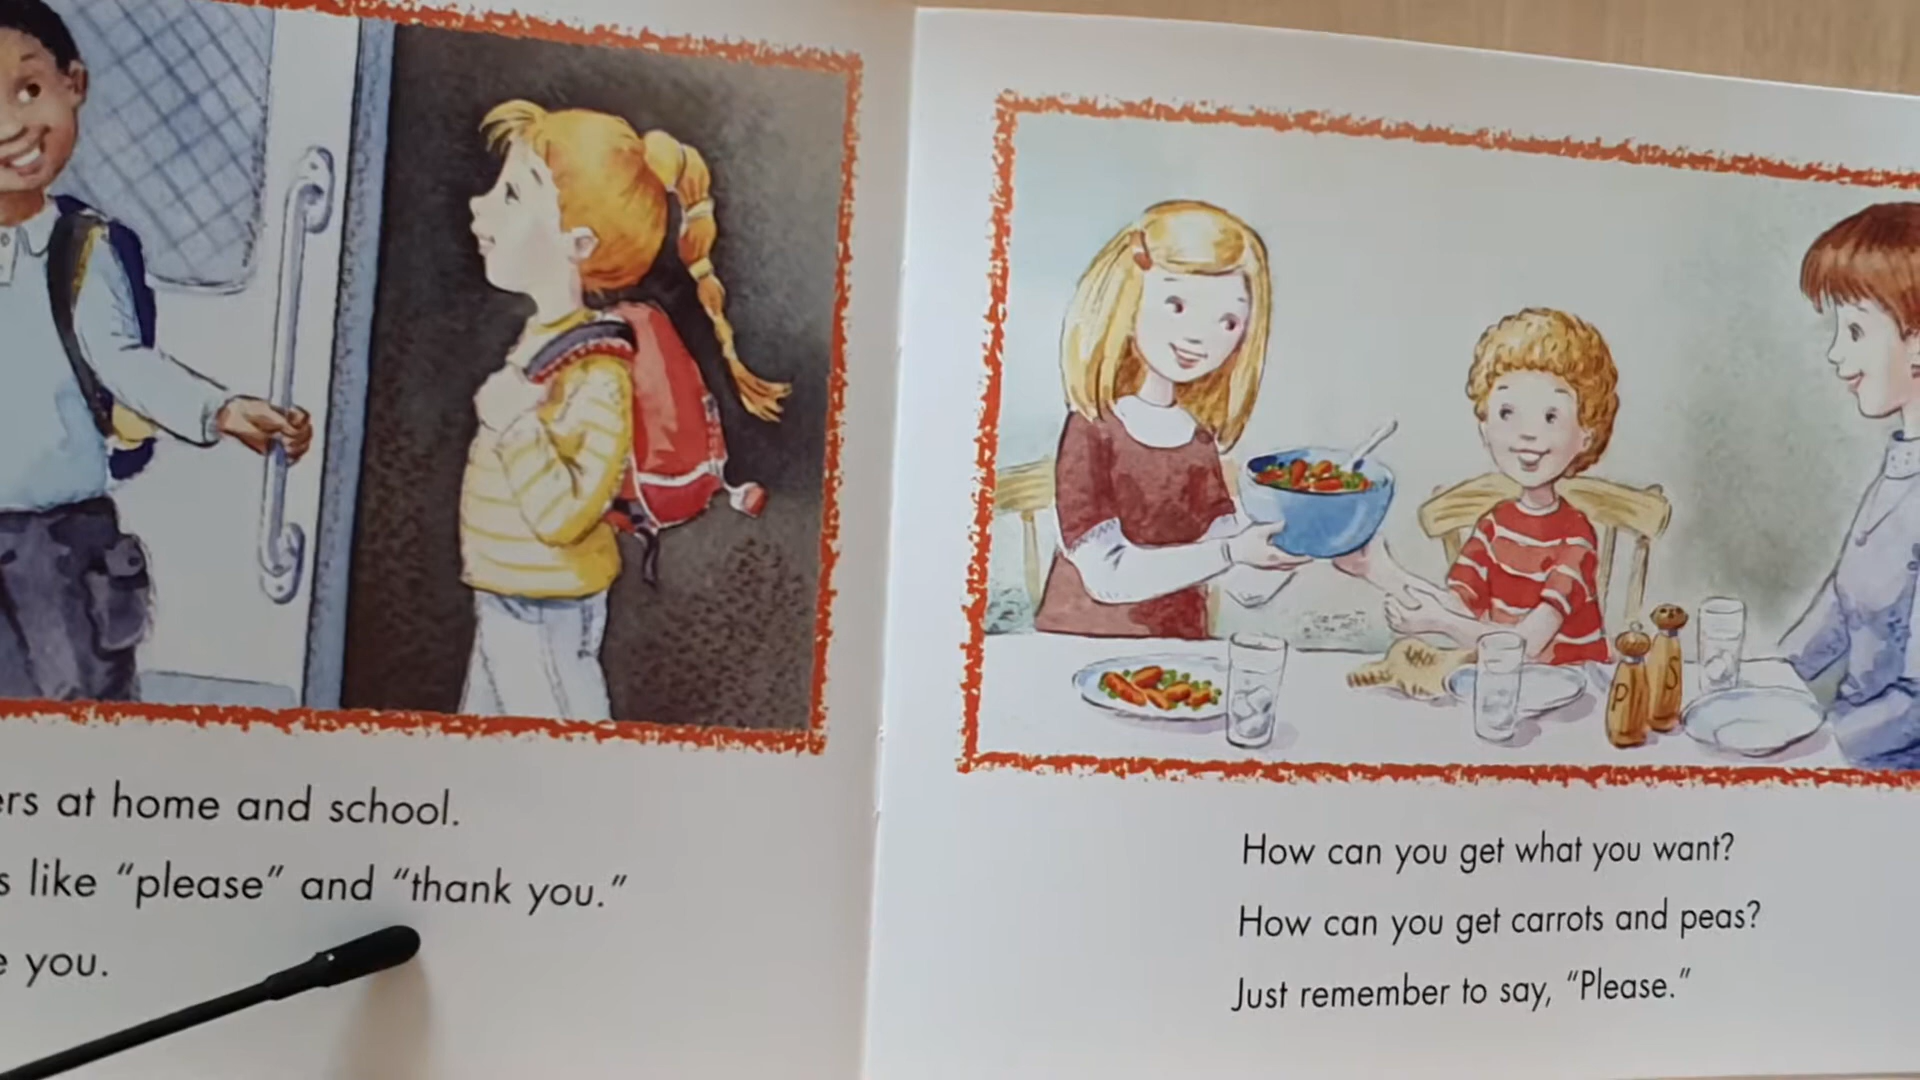 at home and school.
like “please” and “thank you.”
you.
P
S
How can you get what you want?
How can you get carrots and peas?
Just remember to say, “Please.”